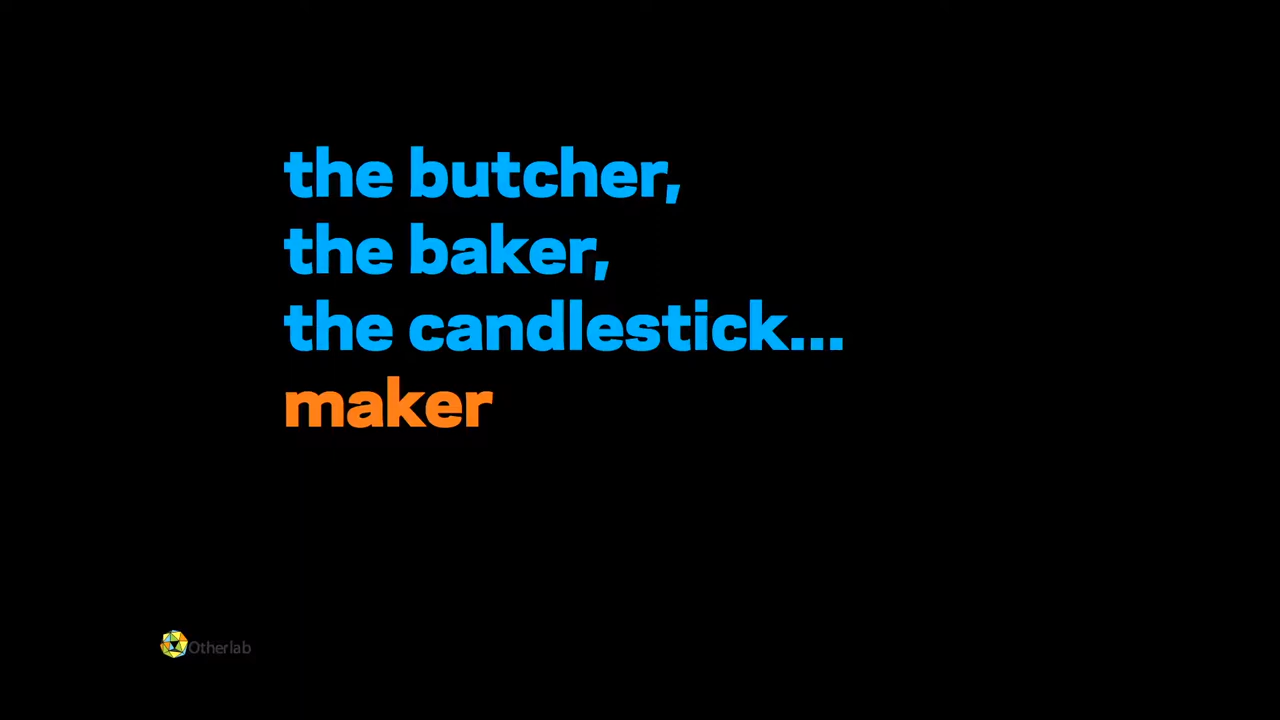 the butcher,
the baker,
the candlestick...
maker
Otherlab